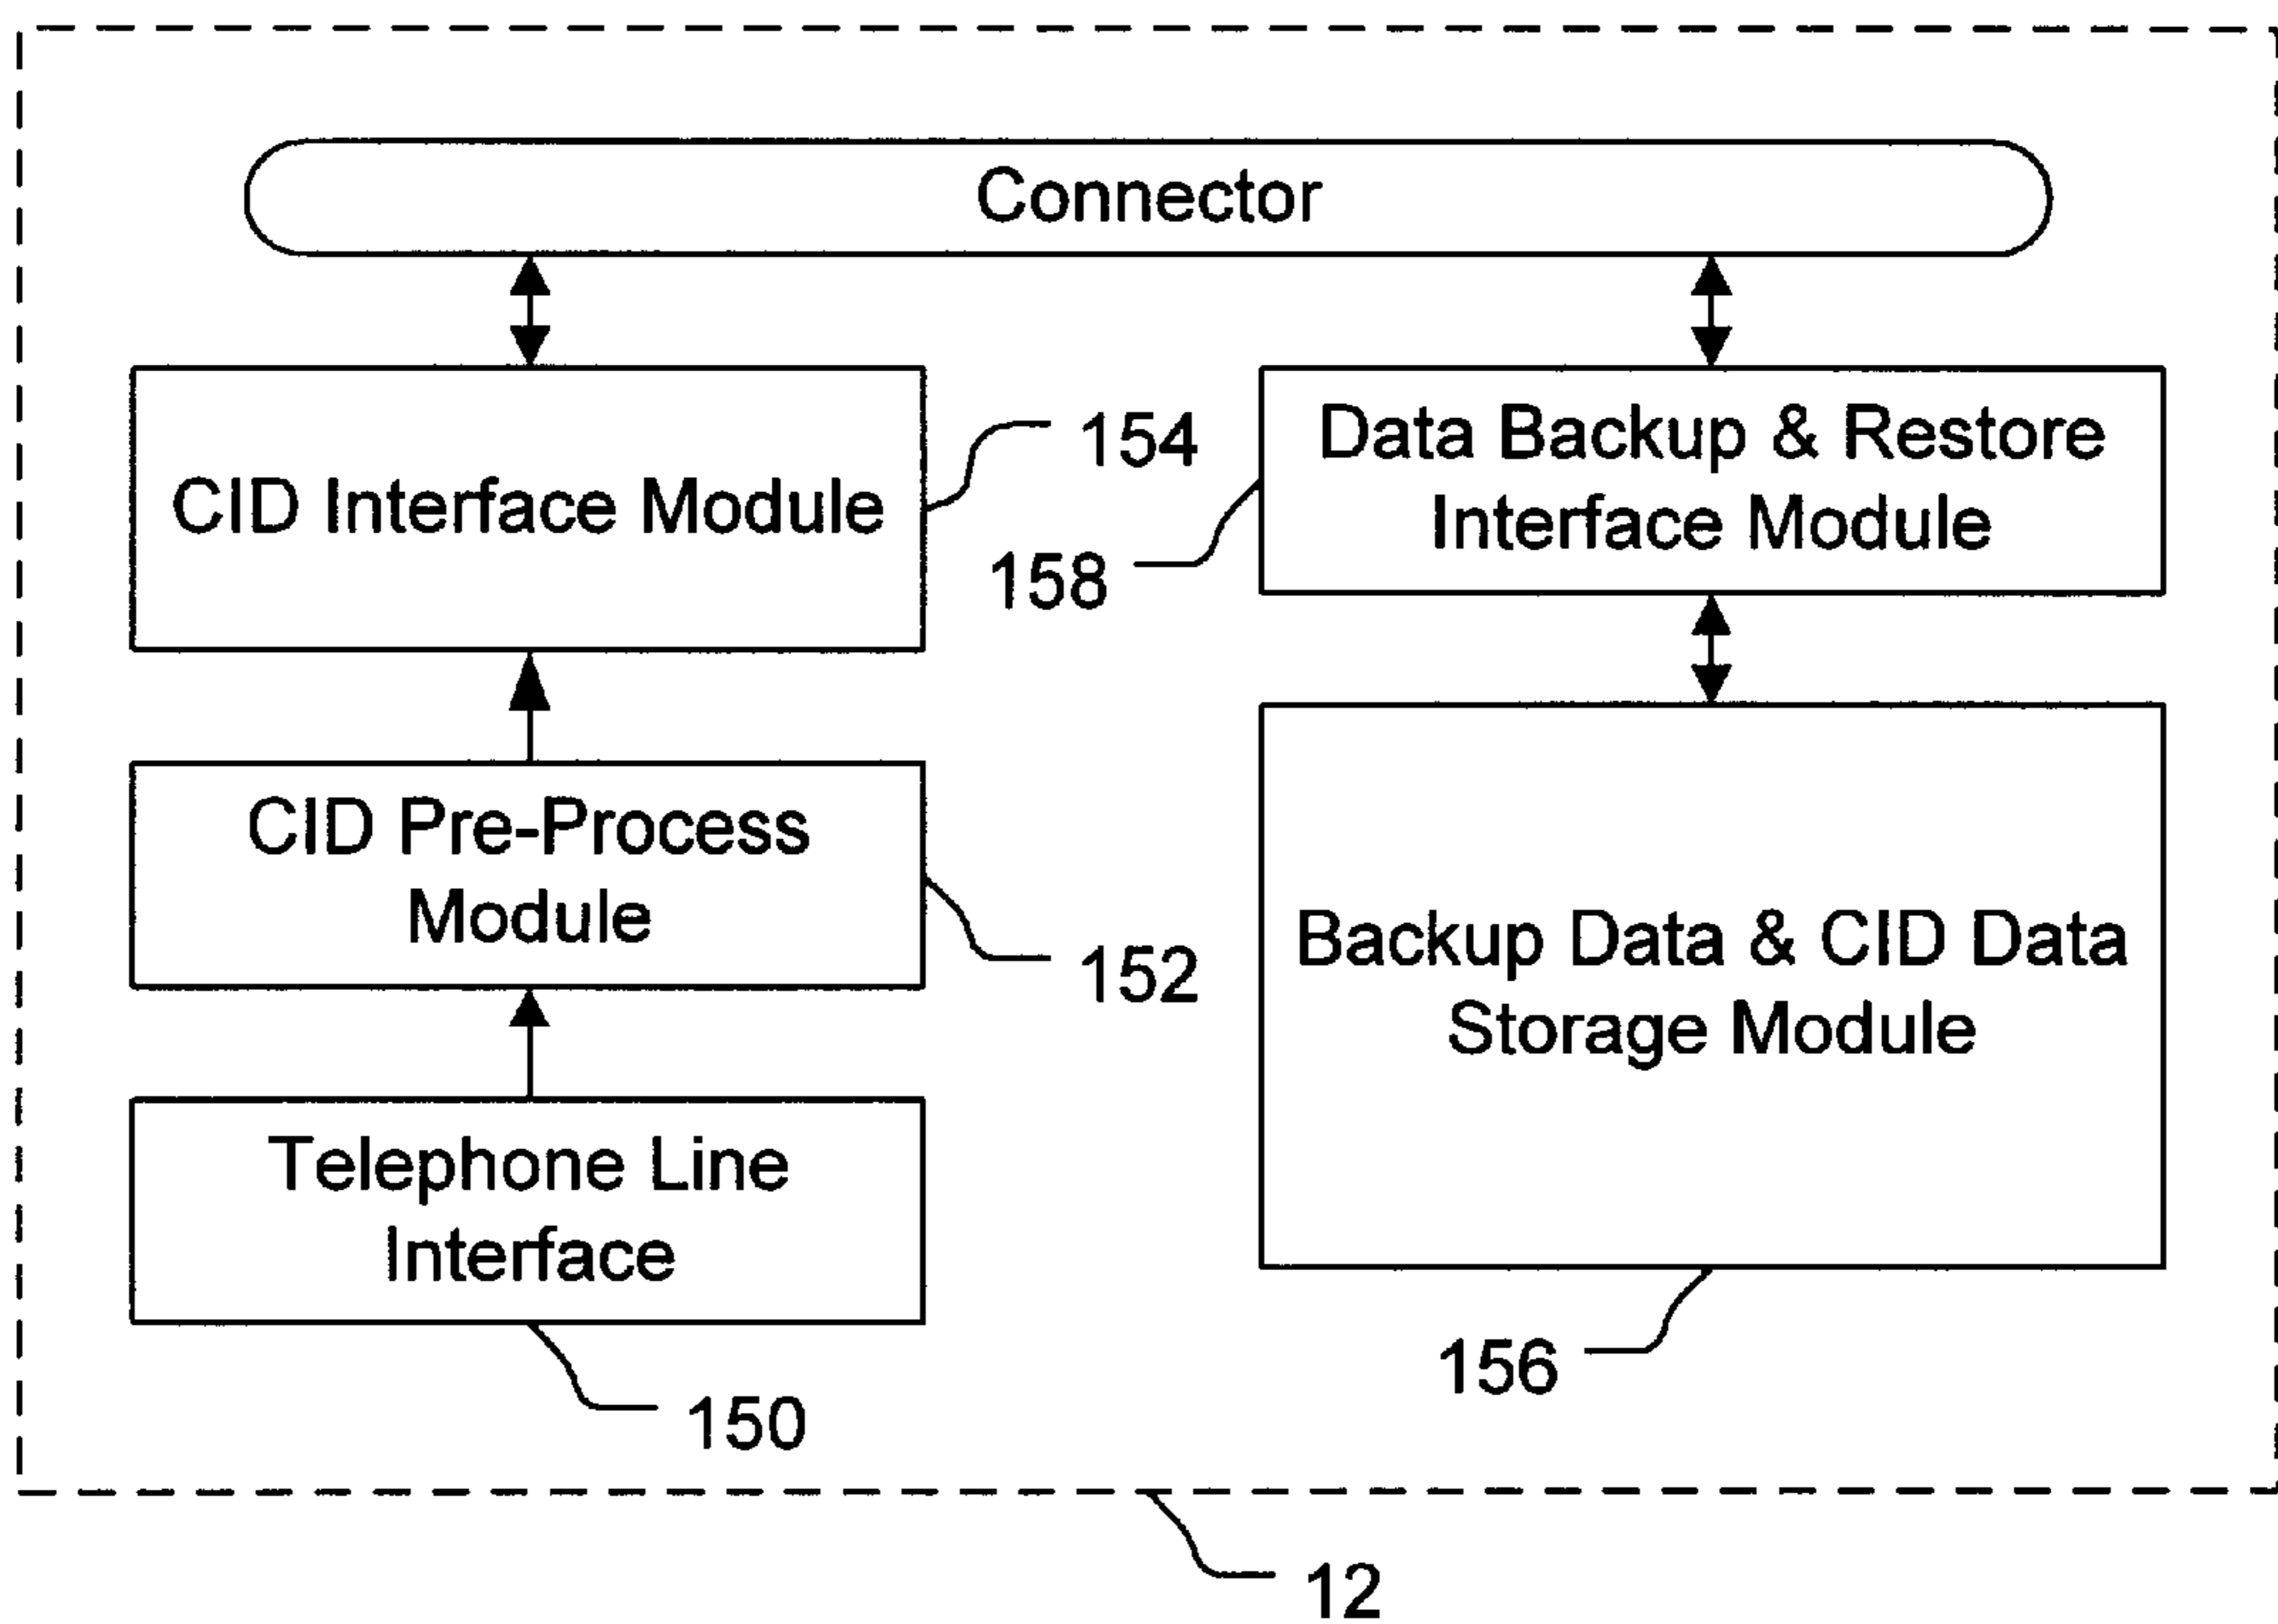 Connector
CID Interface Module
154
Data Backup & Restore
Interface Module
158
CID Pre-Process
Module
152
Backup Data & CID Data
Storage Module
156
Telephone Line
Interface
150
12